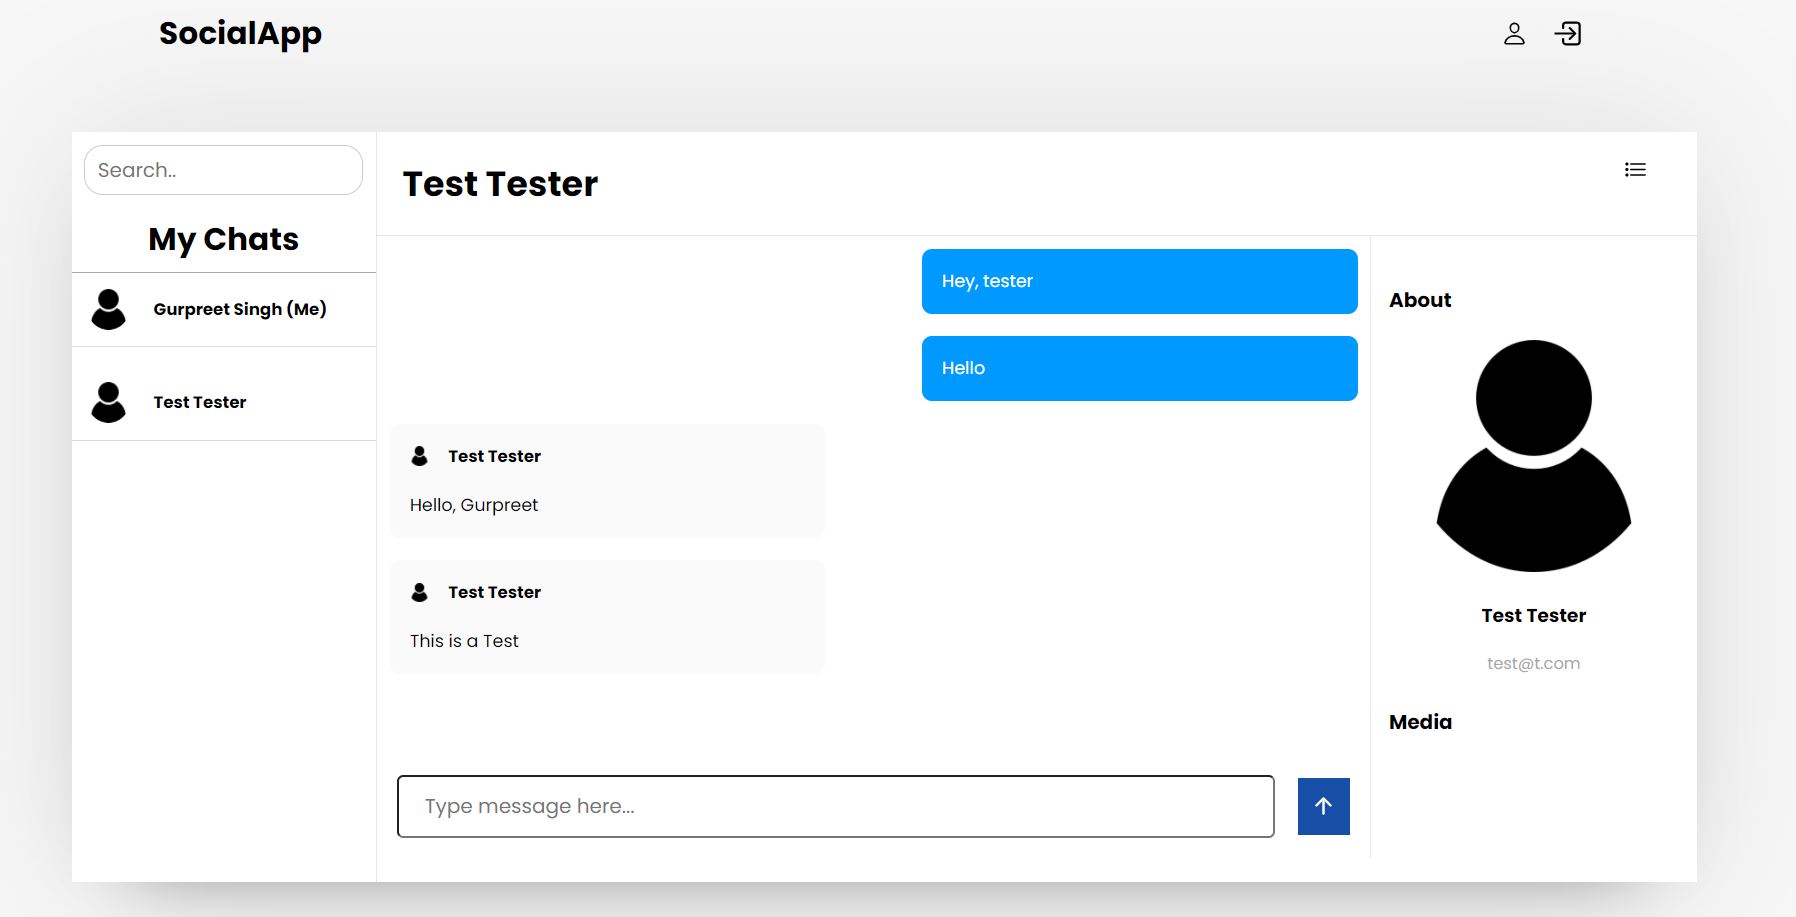 SocialApp
Search..
My Chats
Gurpreet Singh (Me)
Test Tester
Test Tester
Hey, tester
Hello
Test Tester
Hello, Gurpreet
Test Tester
This is a Test
Type message here...
About
Test Tester
test@t.com
Media